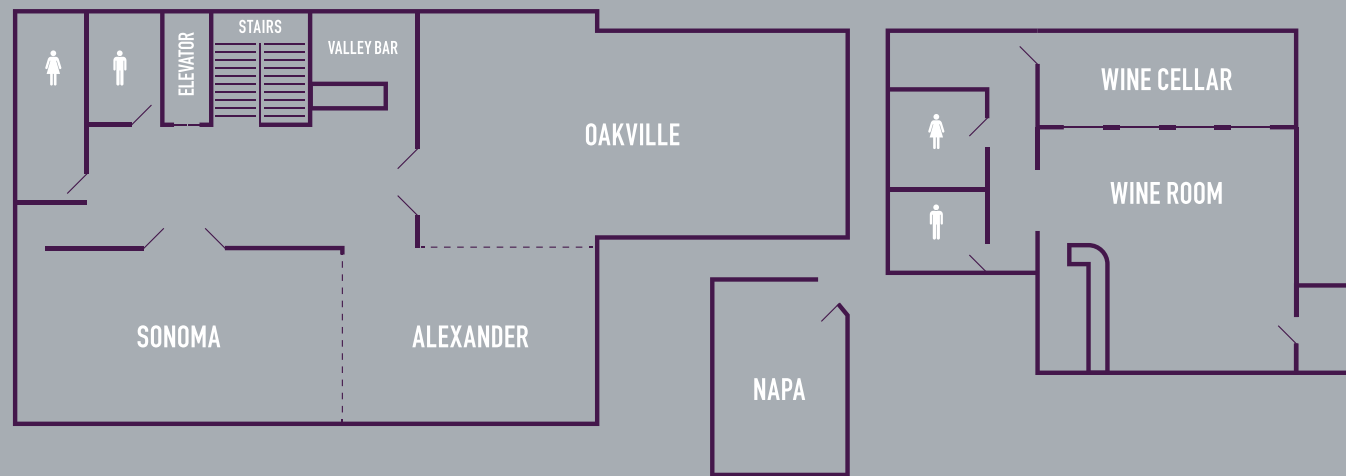 STAIRS
ELEVATOR
VALLEY BAR
OAKVILLE
SONOMA
ALEXANDER
NAPA
WINE CELLAR
WINE ROOM